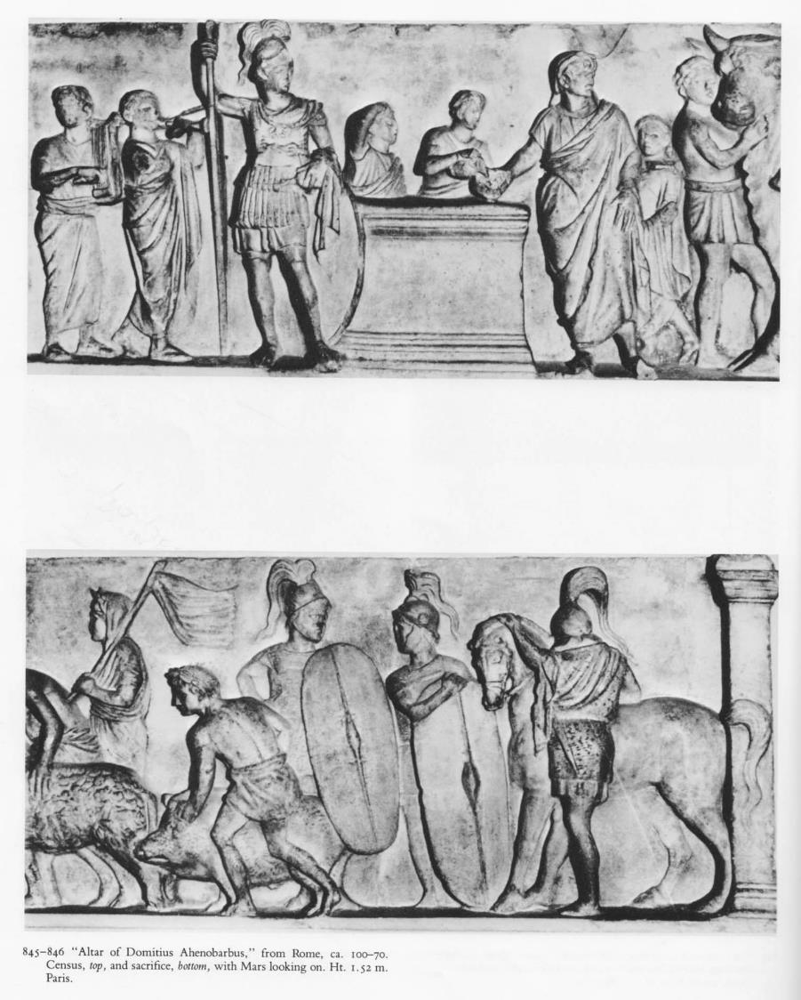 845–846 "Altar of Domitius Ahenobarbus," from Rome, ca. 100–70.
Census, top, and sacrifice, bottom, with Mars looking on. Ht. 1.52 m.
Paris.